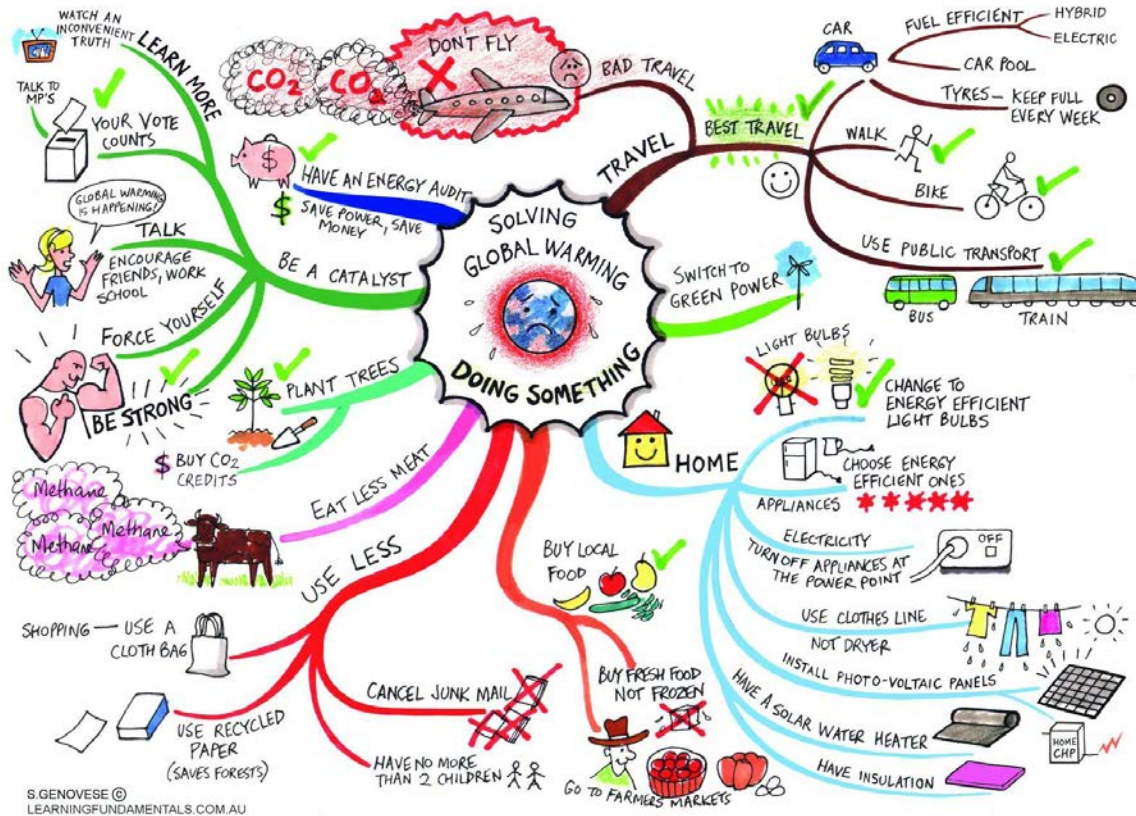 SOLVING
GLOBAL WARMING
DOING SOMETHING
TRAVEL
BAD TRAVEL
DON'T FLY
CO2
CO2
BEST TRAVEL
CAR
FUEL EFFICIENT
HYBRID
ELECTRIC
CAR POOL
TYRES — KEEP FULL
EVERY WEEK
WALK
BIKE
USE PUBLIC TRANSPORT
BUS
TRAIN
SWITCH TO
GREEN POWER
HOME
LIGHT BULBS
CHANGE TO
ENERGY EFFICIENT
LIGHT BULBS
APPLIANCES
CHOOSE ENERGY
EFFICIENT ONES
ELECTRICITY
TURN OFF APPLIANCES AT
THE POWER POINT
OFF
USE CLOTHES LINE
NOT DRYER
INSTALL PHOTO-VOLTAIC PANELS
HOME
CHP
HAVE A SOLAR WATER HEATER
HAVE INSULATION
BUY LOCAL
FOOD
BUY FRESH FOOD
NOT FROZEN
GO TO FARMERS MARKETS
USE LESS
SHOPPING — USE A
CLOTH BAG
USE RECYCLED
PAPER
(SAVES FORESTS)
CANCEL JUNK MAIL
HAVE NO MORE
THAN 2 CHILDREN
EAT LESS MEAT
Methane
Methane
Methane
PLANT TREES
$ BUY CO2
CREDITS
BE A CATALYST
LEARN MORE
WATCH AN
INCONVENIENT
TRUTH
TALK TO
MP'S
YOUR VOTE
COUNTS
GLOBAL WARMING
IS HAPPENING!
TALK
ENCOURAGE
FRIENDS, WORK
SCHOOL
FORCE YOURSELF
BE STRONG
HAVE AN ENERGY AUDIT
$
$
SAVE POWER, SAVE
MONEY
S.GENOVESE ©
LEARNINGFUNDAMENTALS.COM.AU